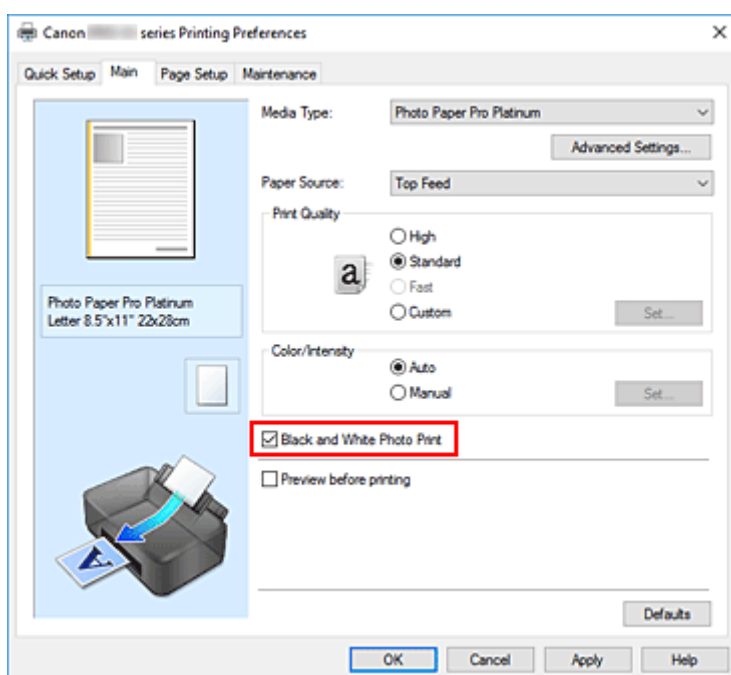 Canon series Printing Preferences
Quick Setup Main Page Setup Maintenance
Media Type: Photo Paper Pro Platinum
Advanced Settings...
Paper Source: Top Feed
Print Quality
High
a Standard
Fast
Custom Set...
Photo Paper Pro Platinum
Letter 8.5"x11" 22x28cm
Color/Intensity
Auto
Manual Set...
Black and White Photo Print
Preview before printing
A
Defaults
OK Cancel Apply Help